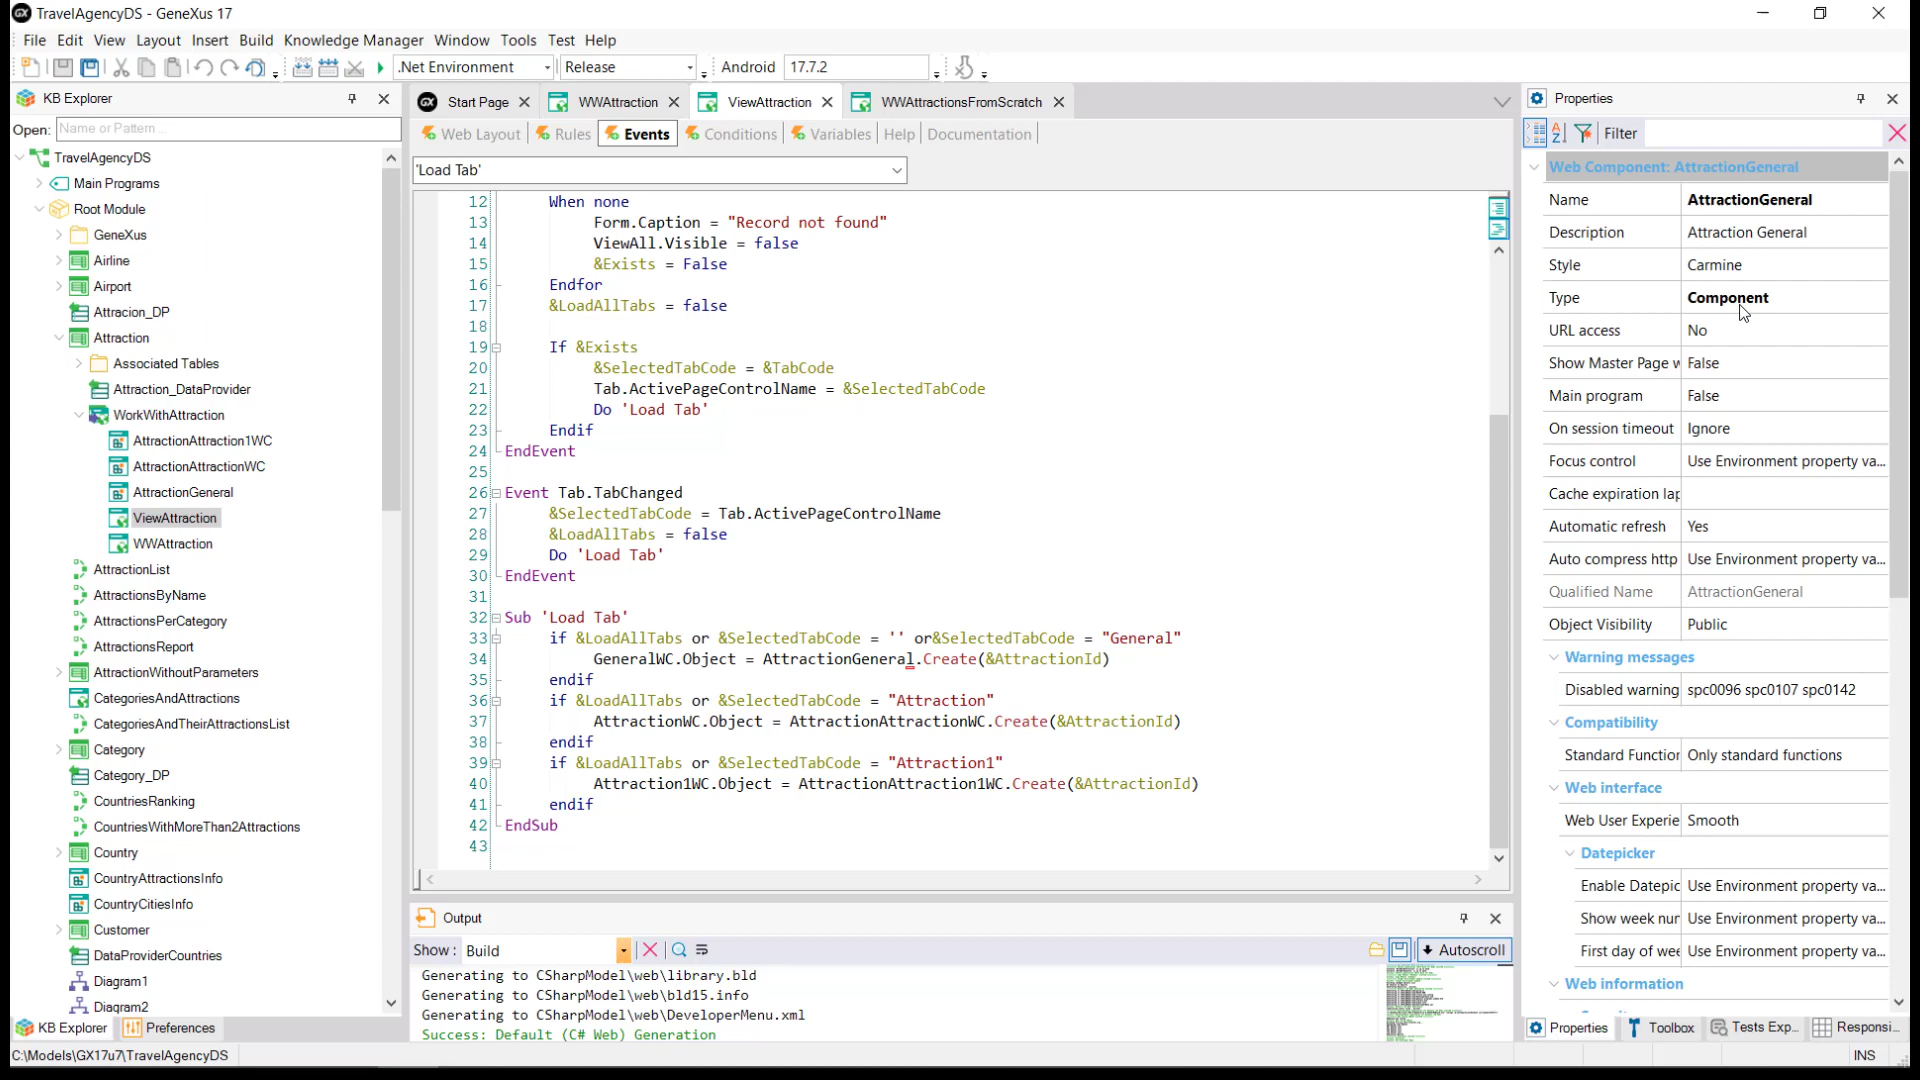 TravelAgencyDS - GeneXus 17
File Edit View Layout Insert Build Knowledge Manager Window Tools Test Help
.Net Environment Release Android 17.7.2
KB Explorer
Open: Name or Pattern ...
TravelAgencyDS
Main Programs
Root Module
GeneXus
Airline
Airport
Attracion_DP
Attraction
Associated Tables
Attraction_DataProvider
WorkWithAttraction
AttractionAttraction1WC
AttractionAttractionWC
AttractionGeneral
ViewAttraction
WWAttraction
AttractionList
AttractionsByName
AttractionsPerCategory
AttractionsReport
AttractionWithoutParameters
CategoriesAndAttractions
CategoriesAndTheirAttractionsList
Category
Category_DP
CountriesRanking
CountriesWithMoreThan2Attractions
Country
CountryAttractionsInfo
CountryCitiesInfo
Customer
DataProviderCountries
Diagram1
Diagram2
KB Explorer Preferences
C:\Models\GX17u7\TravelAgencyDS
Start Page WWAttraction ViewAttraction WWAttractionsFromScratch
Web Layout Rules Events Conditions Variables Help Documentation
'Load Tab'
12 When none
13 Form.Caption = "Record not found"
14 ViewAll.Visible = false
15 &Exists = False
16 Endfor
17 &LoadAllTabs = false
18
19 If &Exists
20 &SelectedTabCode = &TabCode
21 Tab.ActivePageControlName = &SelectedTabCode
22 Do 'Load Tab'
23 Endif
24 EndEvent
25
26 Event Tab.TabChanged
27 &SelectedTabCode = Tab.ActivePageControlName
28 &LoadAllTabs = false
29 Do 'Load Tab'
30 EndEvent
31
32 Sub 'Load Tab'
33 if &LoadAllTabs or &SelectedTabCode = '' or&SelectedTabCode = "General"
34 GeneralWC.Object = AttractionGeneral.Create(&AttractionId)
35 endif
36 if &LoadAllTabs or &SelectedTabCode = "Attraction"
37 AttractionWC.Object = AttractionAttractionWC.Create(&AttractionId)
38 endif
39 if &LoadAllTabs or &SelectedTabCode = "Attraction1"
40 Attraction1WC.Object = AttractionAttraction1WC.Create(&AttractionId)
41 endif
42 EndSub
43
Output
Show: Build Autoscroll
Generating to CSharpModel\web\library.bld
Generating to CSharpModel\web\bld15.info
Generating to CSharpModel\web\DeveloperMenu.xml
Success: Default (C# Web) Generation
Properties
Filter
Web Component: AttractionGeneral
Name AttractionGeneral
Description Attraction General
Style Carmine
Type Component
URL access No
Show Master Page w False
Main program False
On session timeout Ignore
Focus control Use Environment property va...
Cache expiration lap
Automatic refresh Yes
Auto compress http Use Environment property va...
Qualified Name AttractionGeneral
Object Visibility Public
Warning messages
Disabled warning spc0096 spc0107 spc0142
Compatibility
Standard Function Only standard functions
Web interface
Web User Experie Smooth
Datepicker
Enable Datepic Use Environment property va...
Show week nur Use Environment property va...
First day of wee Use Environment property va...
Web information
Properties Toolbox Tests Exp... Responsi...
INS